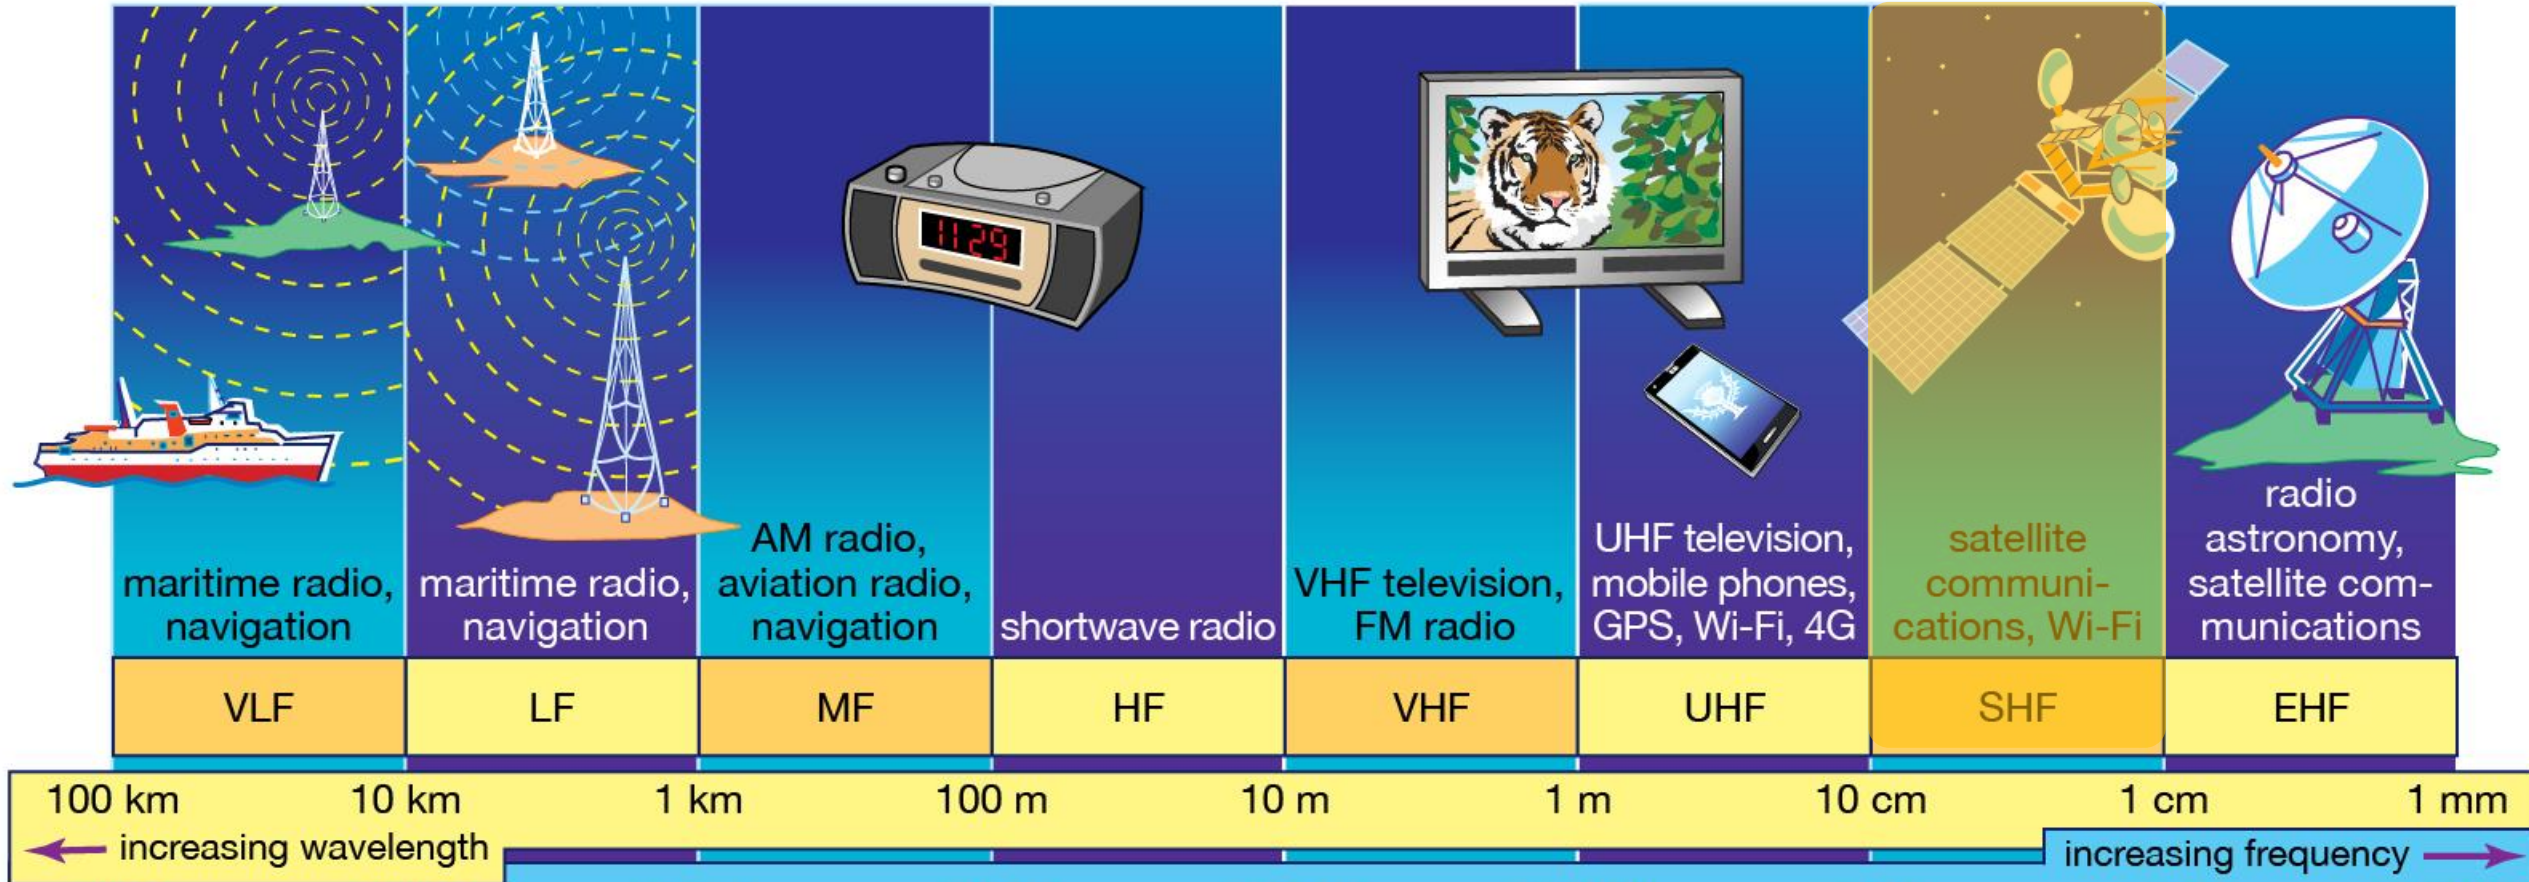 11 29
maritime radio,
navigation
maritime radio,
navigation
AM radio,
aviation radio,
navigation
shortwave radio
VHF television,
FM radio
UHF television,
mobile phones,
GPS, Wi-Fi, 4G
satellite
communi-
cations, Wi-Fi
radio
astronomy,
satellite com-
munications
VLF
LF
MF
HF
VHF
UHF
SHF
EHF
100 km
10 km
1 km
100 m
10 m
1 m
10 cm
1 cm
1 mm
increasing wavelength
increasing frequency